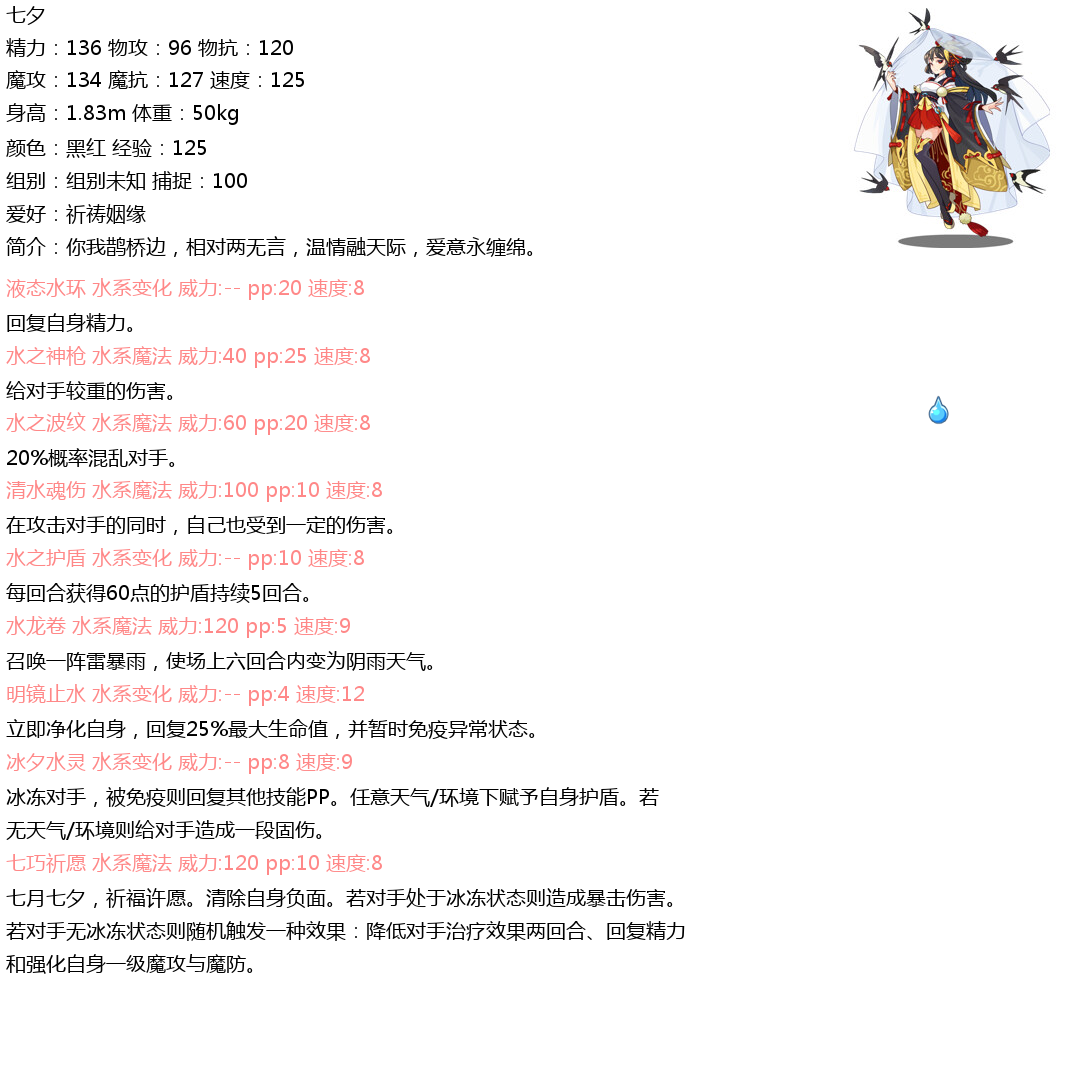 七夕
精力：136 物攻：96 物抗：120
魔攻：134 魔抗：127 速度：125
身高：1.83m 体重：50kg
颜色：黑红 经验：125
组别：组别未知 捕捉：100
爱好：祈祷姻缘
简介：你我鹊桥边，相对两无言，温情融天际，爱意永缠绵。
液态水环 水系变化 威力:-- pp:20 速度:8
回复自身精力。
水之神枪 水系魔法 威力:40 pp:25 速度:8
给对手较重的伤害。
水之波纹 水系魔法 威力:60 pp:20 速度:8
20%概率混乱对手。
清水魂伤 水系魔法 威力:100 pp:10 速度:8
在攻击对手的同时，自己也受到一定的伤害。
水之护盾 水系变化 威力:-- pp:10 速度:8
每回合获得60点的护盾持续5回合。
水龙卷 水系魔法 威力:120 pp:5 速度:9
召唤一阵雷暴雨，使场上六回合内变为阴雨天气。
明镜止水 水系变化 威力:-- pp:4 速度:12
立即净化自身，回复25%最大生命值，并暂时免疫异常状态。
冰夕水灵 水系变化 威力:-- pp:8 速度:9
冰冻对手，被免疫则回复其他技能PP。任意天气/环境下赋予自身护盾。若
无天气/环境则给对手造成一段固伤。
七巧祈愿 水系魔法 威力:120 pp:10 速度:8
七月七夕，祈福许愿。清除自身负面。若对手处于冰冻状态则造成暴击伤害。
若对手无冰冻状态则随机触发一种效果：降低对手治疗效果两回合、回复精力
和强化自身一级魔攻与魔防。